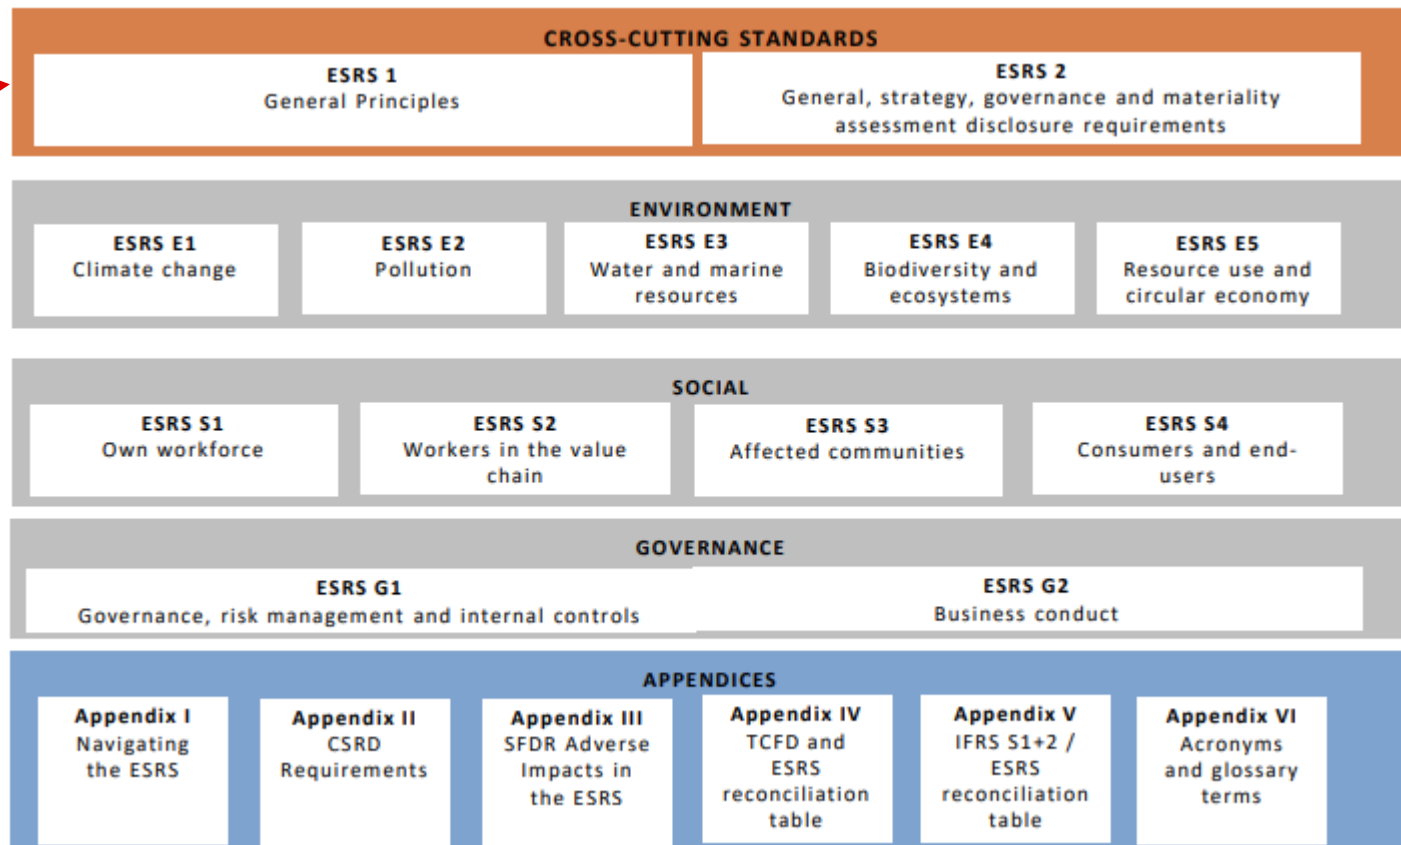 CROSS-CUTTING STANDARDS
ESRS 1
General Principles
ESRS 2
General, strategy, governance and materiality
assessment disclosure requirements
ENVIRONMENT
ESRS E1
Climate change
ESRS E2
Pollution
ESRS E3
Water and marine
resources
ESRS E4
Biodiversity and
ecosystems
ESRS E5
Resource use and
circular economy
SOCIAL
ESRS S1
Own workforce
ESRS S2
Workers in the value
chain
ESRS S3
Affected communities
ESRS S4
Consumers and end-
users
GOVERNANCE
ESRS G1
Governance, risk management and internal controls
ESRS G2
Business conduct
APPENDICES
Appendix I
Navigating
the ESRS
Appendix II
CSRD
Requirements
Appendix III
SFDR Adverse
Impacts in
the ESRS
Appendix IV
TCFD and
ESRS
reconciliation
table
Appendix V
IFRS S1+2 /
ESRS
reconciliation
table
Appendix VI
Acronyms
and glossary
terms